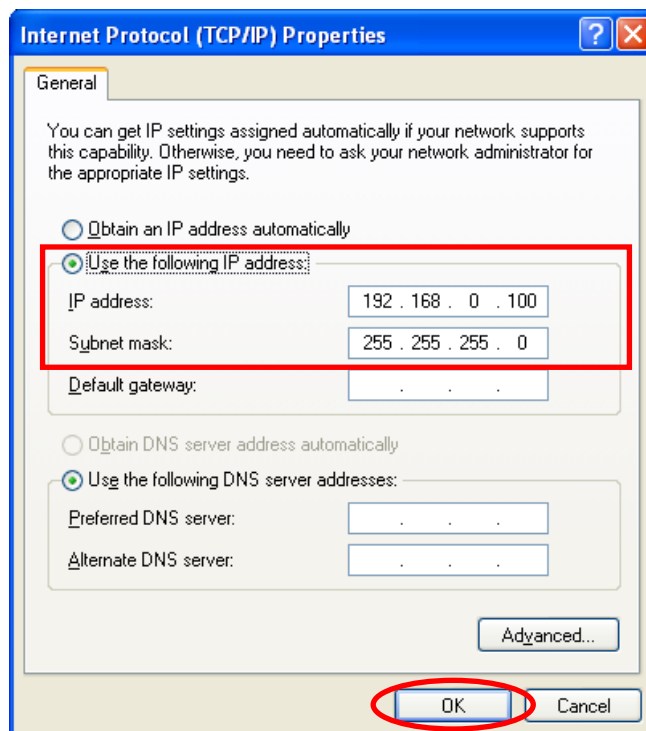 Internet Protocol (TCP/IP) Properties
General
You can get IP settings assigned automatically if your network supports
this capability. Otherwise, you need to ask your network administrator for
the appropriate IP settings.
Obtain an IP address automatically
Use the following IP address:
IP address: 192 . 168 . 0 . 100
Subnet mask: 255 . 255 . 255 . 0
Default gateway: . . .
Obtain DNS server address automatically
Use the following DNS server addresses:
Preferred DNS server: . . .
Alternate DNS server: . . .
Advanced...
OK Cancel